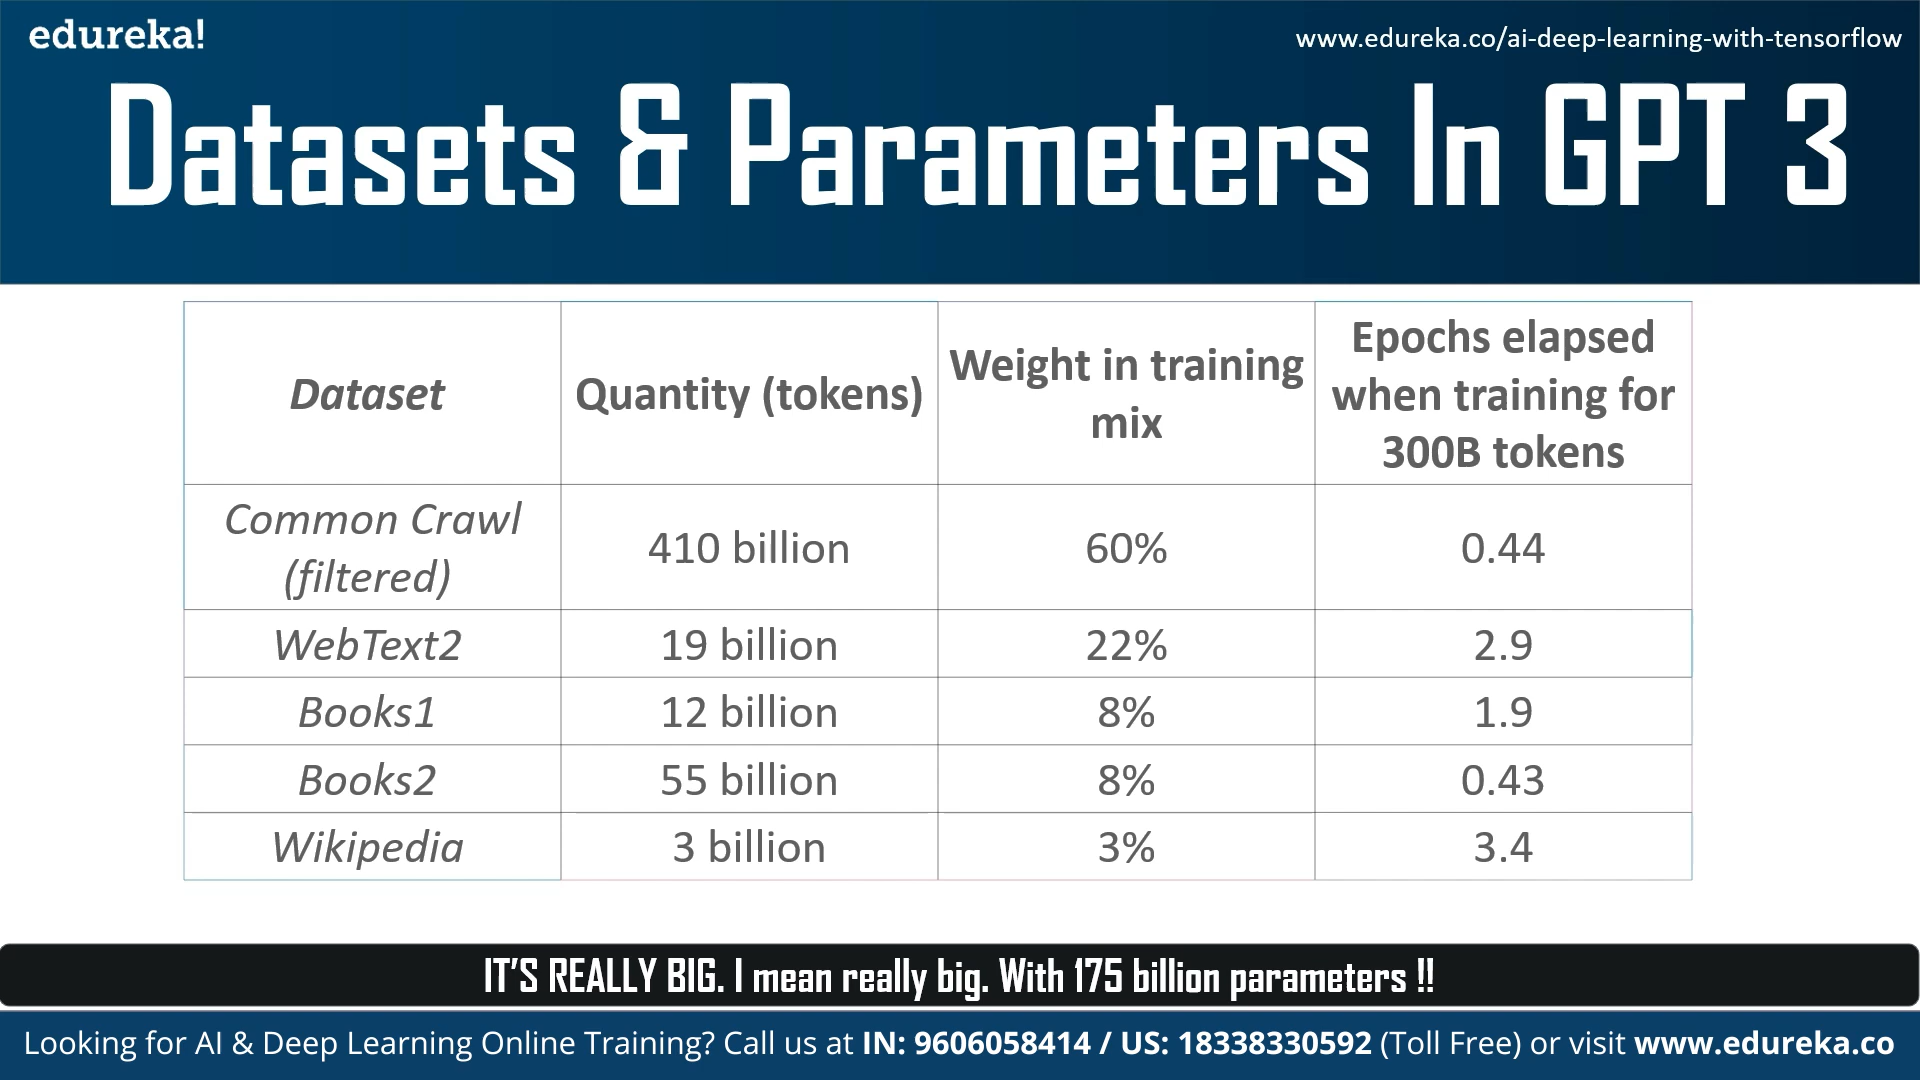 edureka!
www.edureka.co/ai-deep-learning-with-tensorflow
Datasets & Parameters In GPT 3
Dataset
Quantity (tokens)
Weight in training
mix
Epochs elapsed
when training for
300B tokens
Common Crawl
(filtered)
410 billion
60%
0.44
WebText2
19 billion
22%
2.9
Books1
12 billion
8%
1.9
Books2
55 billion
8%
0.43
Wikipedia
3 billion
3%
3.4
IT'S REALLY BIG. I mean really big. With 175 billion parameters !!
Looking for AI & Deep Learning Online Training? Call us at IN: 9606058414 / US: 18338330592 (Toll Free) or visit www.edureka.co